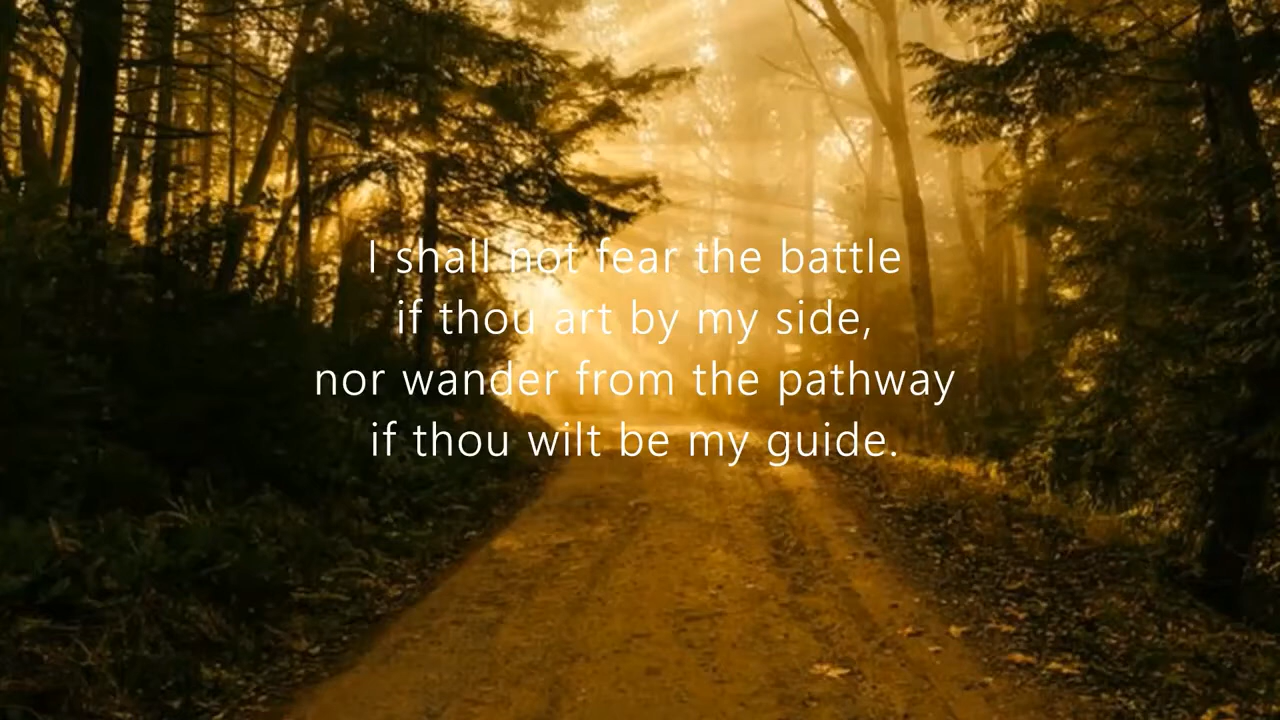 I shall not fear the battle
if thou art by my side,
nor wander from the pathway
if thou wilt be my guide.